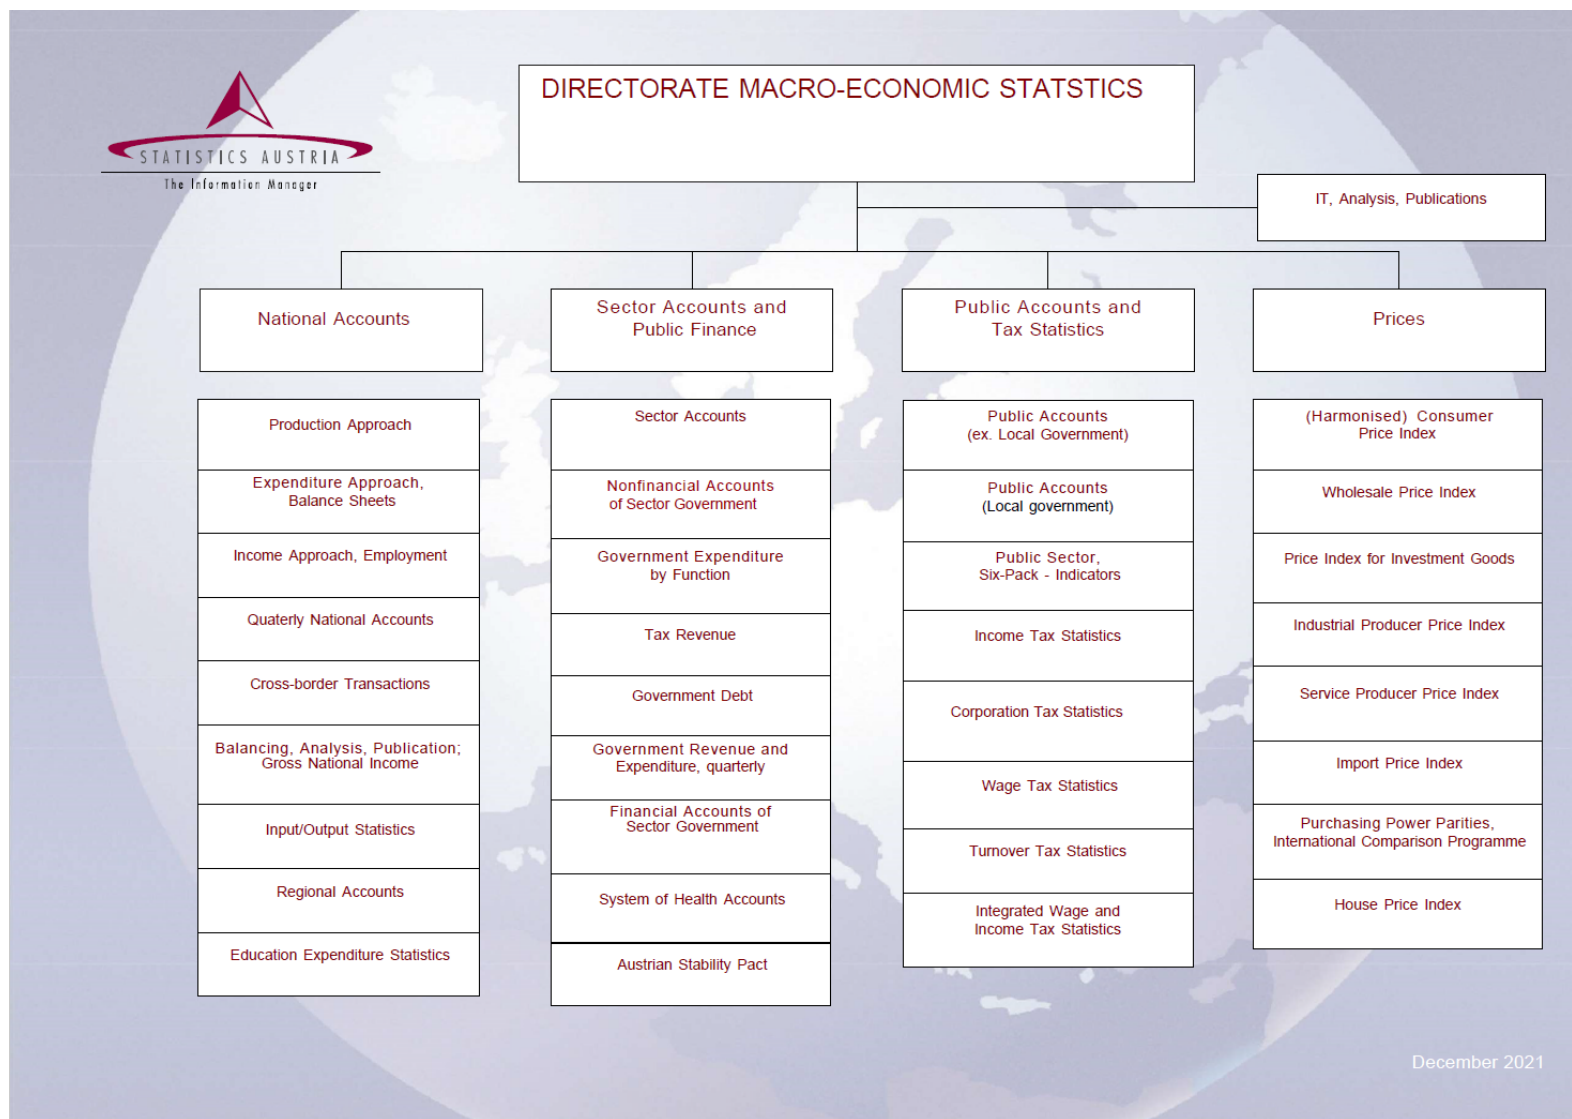 DIRECTORATE MACRO-ECONOMIC STATSTICS
STATISTICS AUSTRIA
The Information Manager
IT, Analysis, Publications
National Accounts
Sector Accounts and
Public Finance
Public Accounts and
Tax Statistics
Prices
Production Approach
Expenditure Approach,
Balance Sheets
Income Approach, Employment
Quaterly National Accounts
Cross-border Transactions
Balancing, Analysis, Publication;
Gross National Income
Input/Output Statistics
Regional Accounts
Education Expenditure Statistics
Sector Accounts
Nonfinancial Accounts
of Sector Government
Government Expenditure
by Function
Tax Revenue
Government Debt
Government Revenue and
Expenditure, quarterly
Financial Accounts of
Sector Government
System of Health Accounts
Austrian Stability Pact
Public Accounts
(ex. Local Government)
Public Accounts
(Local government)
Public Sector,
Six-Pack - Indicators
Income Tax Statistics
Corporation Tax Statistics
Wage Tax Statistics
Turnover Tax Statistics
Integrated Wage and
Income Tax Statistics
(Harmonised) Consumer
Price Index
Wholesale Price Index
Price Index for Investment Goods
Industrial Producer Price Index
Service Producer Price Index
Import Price Index
Purchasing Power Parities,
International Comparison Programme
House Price Index
December 2021